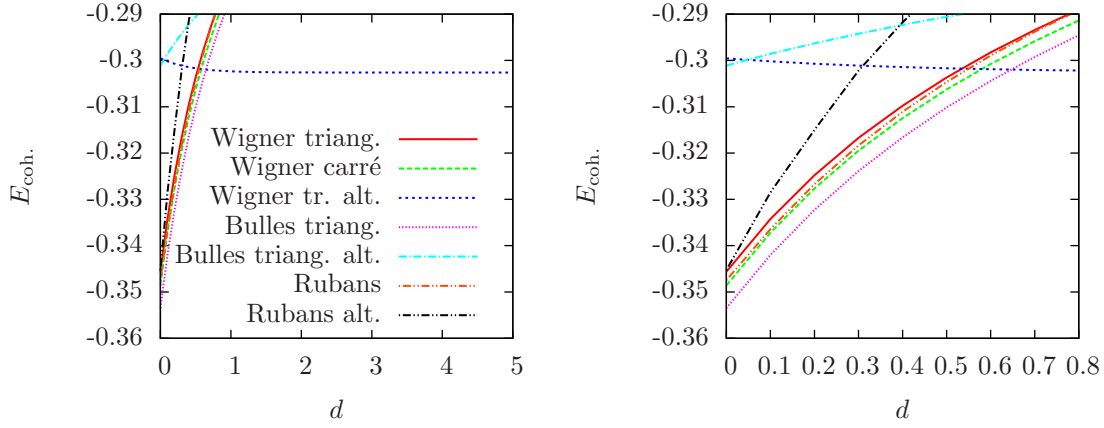 -0.29
-0.3
-0.31
-0.32
-0.33
-0.34
-0.35
-0.36
E_coh.
0 1 2 3 4 5
d
Wigner triang.
Wigner carré
Wigner tr. alt.
Bulles triang.
Bulles triang. alt.
Rubans
Rubans alt.
-0.29
-0.3
-0.31
-0.32
-0.33
-0.34
-0.35
-0.36
E_coh.
0 0.1 0.2 0.3 0.4 0.5 0.6 0.7 0.8
d